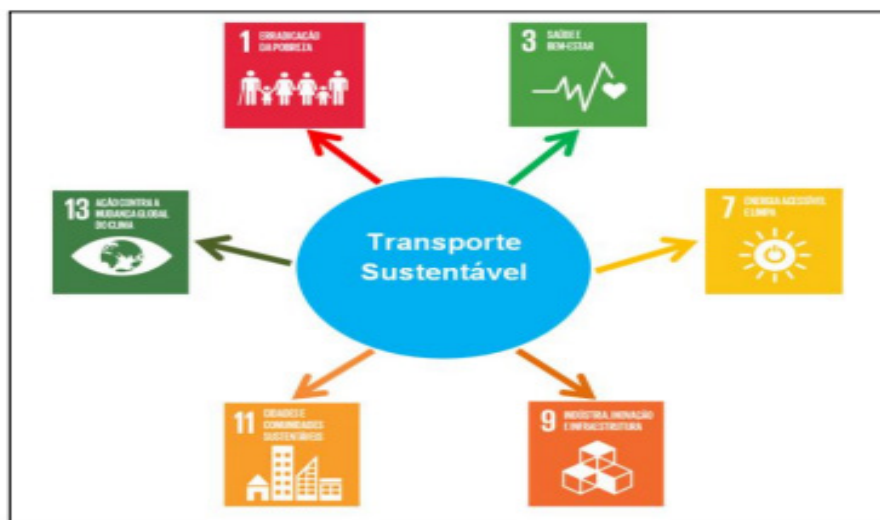 1 ERRADICAÇÃO
DA POBREZA
3 SAÚDE E
BEM-ESTAR
13 AÇÃO CONTRA A
MUDANÇA GLOBAL
DO CLIMA
Transporte
Sustentável
7 ENERGIA ACESSÍVEL
E LIMPA
11 CIDADES E
COMUNIDADES
SUSTENTÁVEIS
9 INDÚSTRIA, INOVAÇÃO
E INFRAESTRUTURA